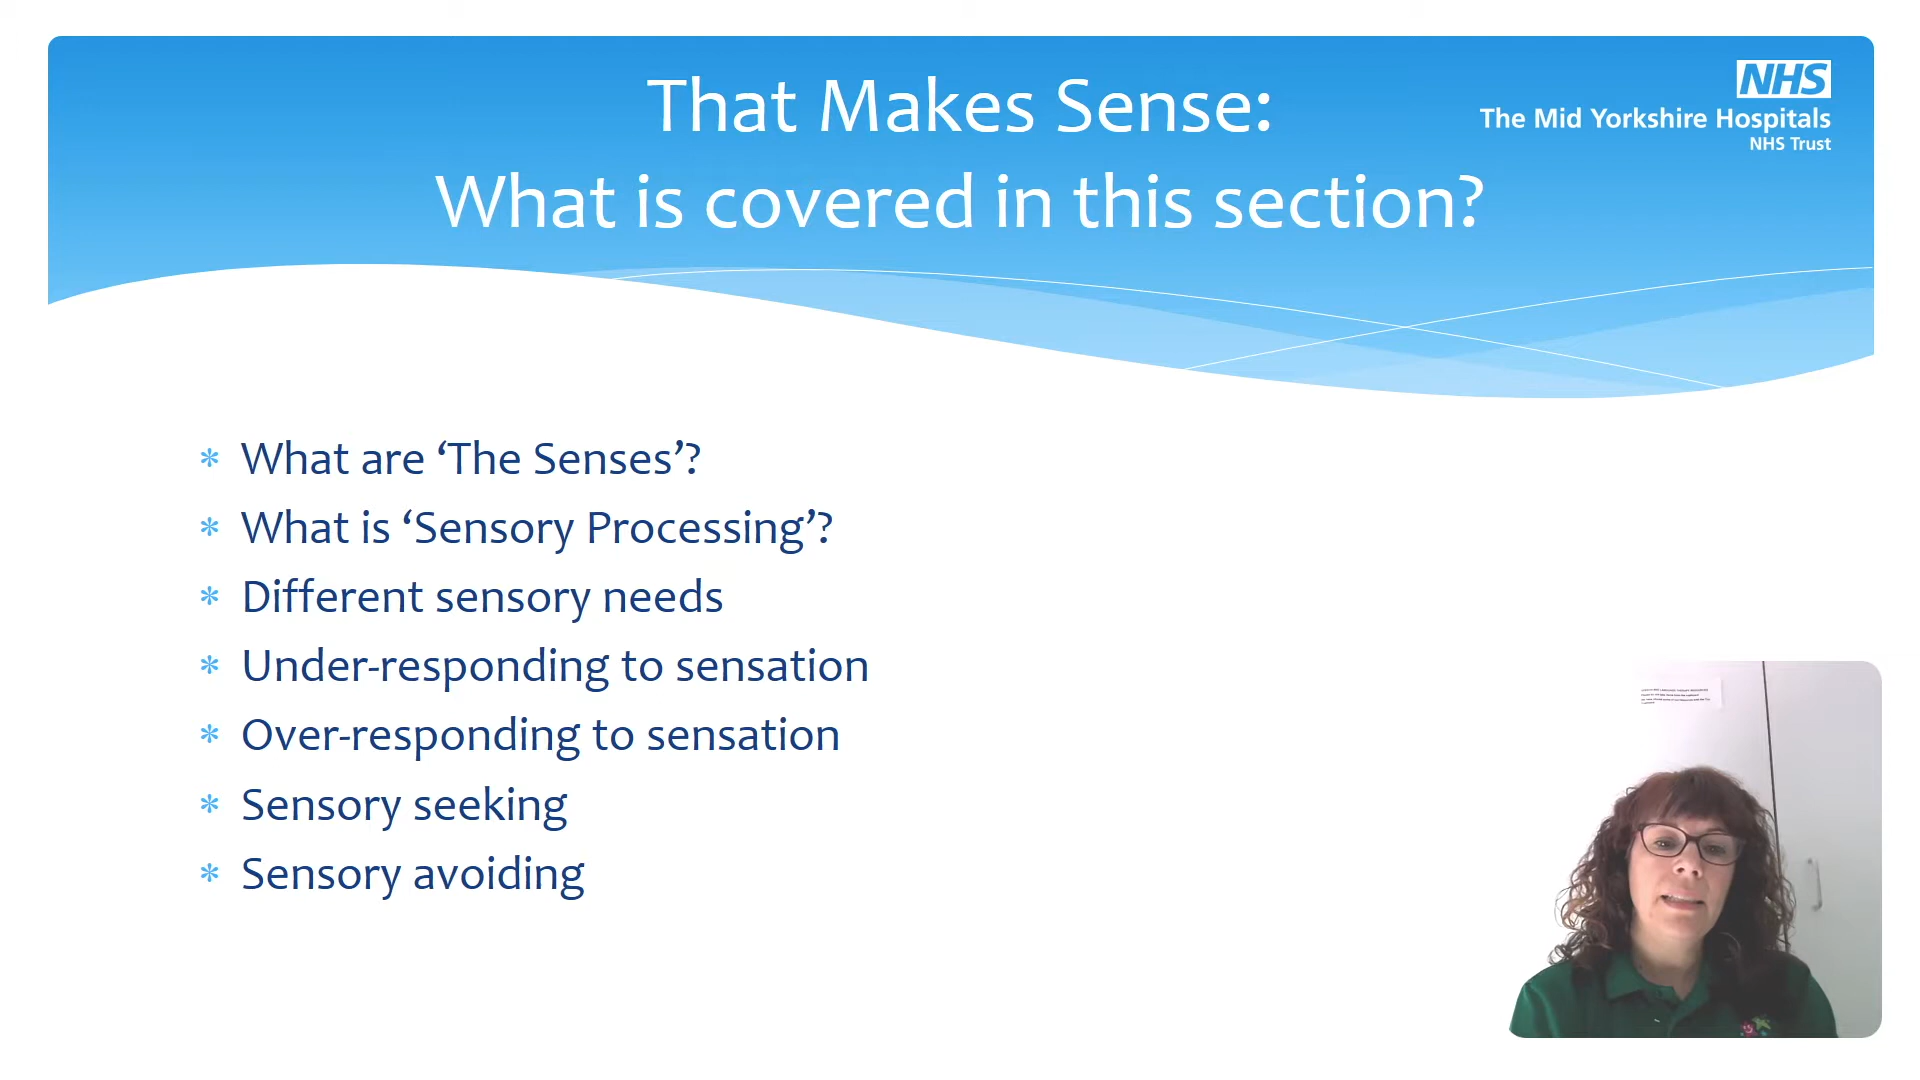 That Makes Sense:
What is covered in this section?
NHS
The Mid Yorkshire Hospitals
NHS Trust
* What are ‘The Senses’?
* What is ‘Sensory Processing’?
* Different sensory needs
* Under-responding to sensation
* Over-responding to sensation
* Sensory seeking
* Sensory avoiding